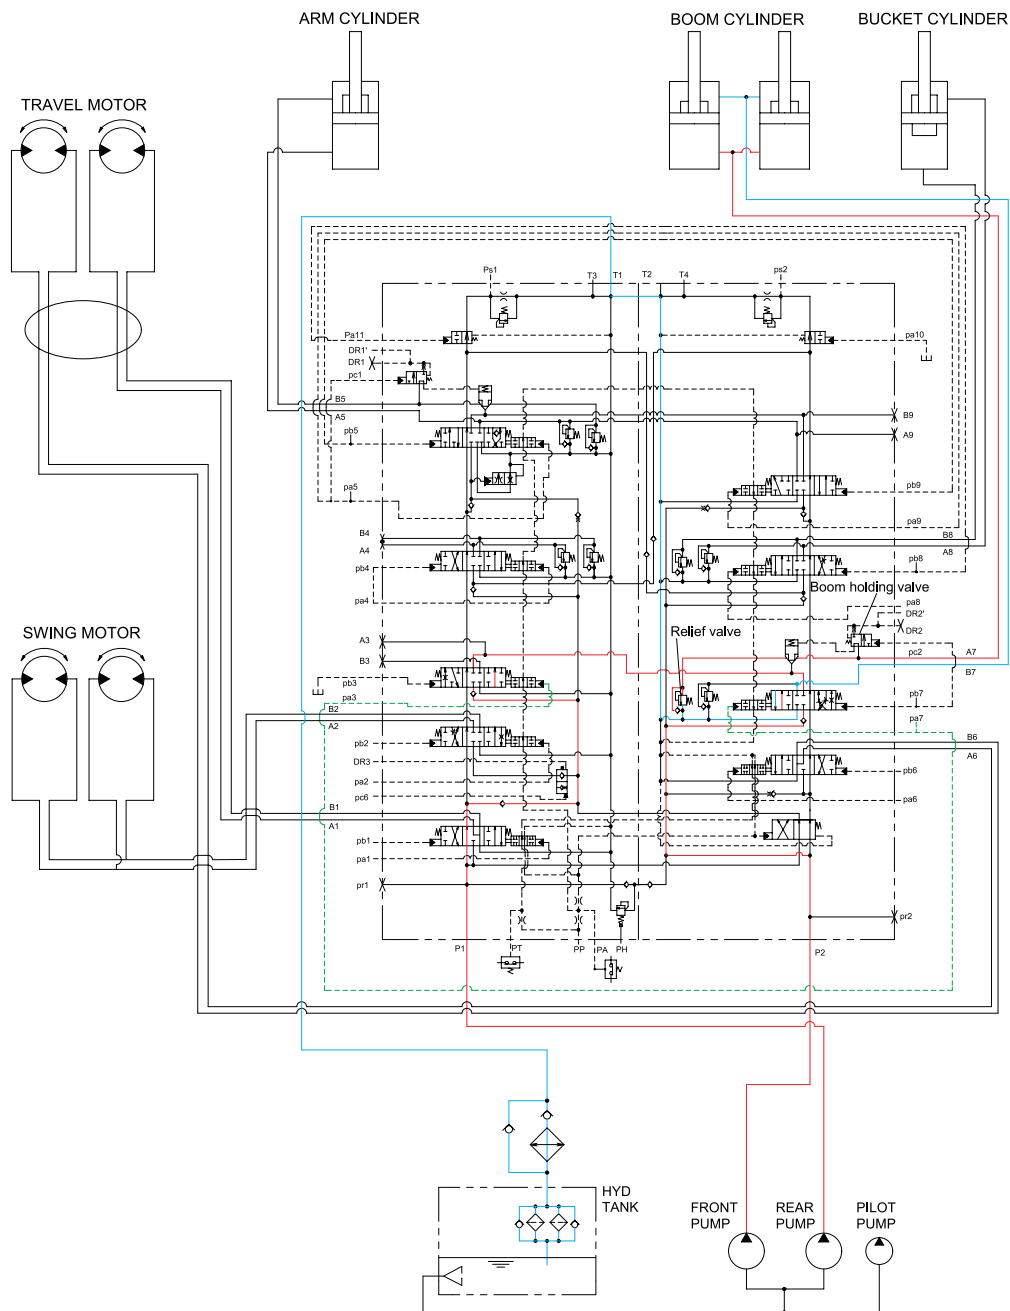 ARM CYLINDER
BOOM CYLINDER
BUCKET CYLINDER
TRAVEL MOTOR
Ps1
T3
T1
T2
T4
ps2
Pa11
pa10
DR1'
DR1
pc1
B5
A5
B9
A9
pb5
pb9
pa5
pa9
B4
A4
B8
A8
pb4
pb8
Boom holding valve
pa4
pa8
DR2'
DR2
SWING MOTOR
Relief valve
A3
B3
pc2
A7
B7
pb3
pa3
pb7
B2
A2
pa7
pb2
B6
A6
DR3
pa2
pb6
pc6
pa6
B1
A1
pb1
pa1
pr1
pr2
P1
PT
PP
PA
PH
P2
HYD
TANK
FRONT
PUMP
REAR
PUMP
PILOT
PUMP